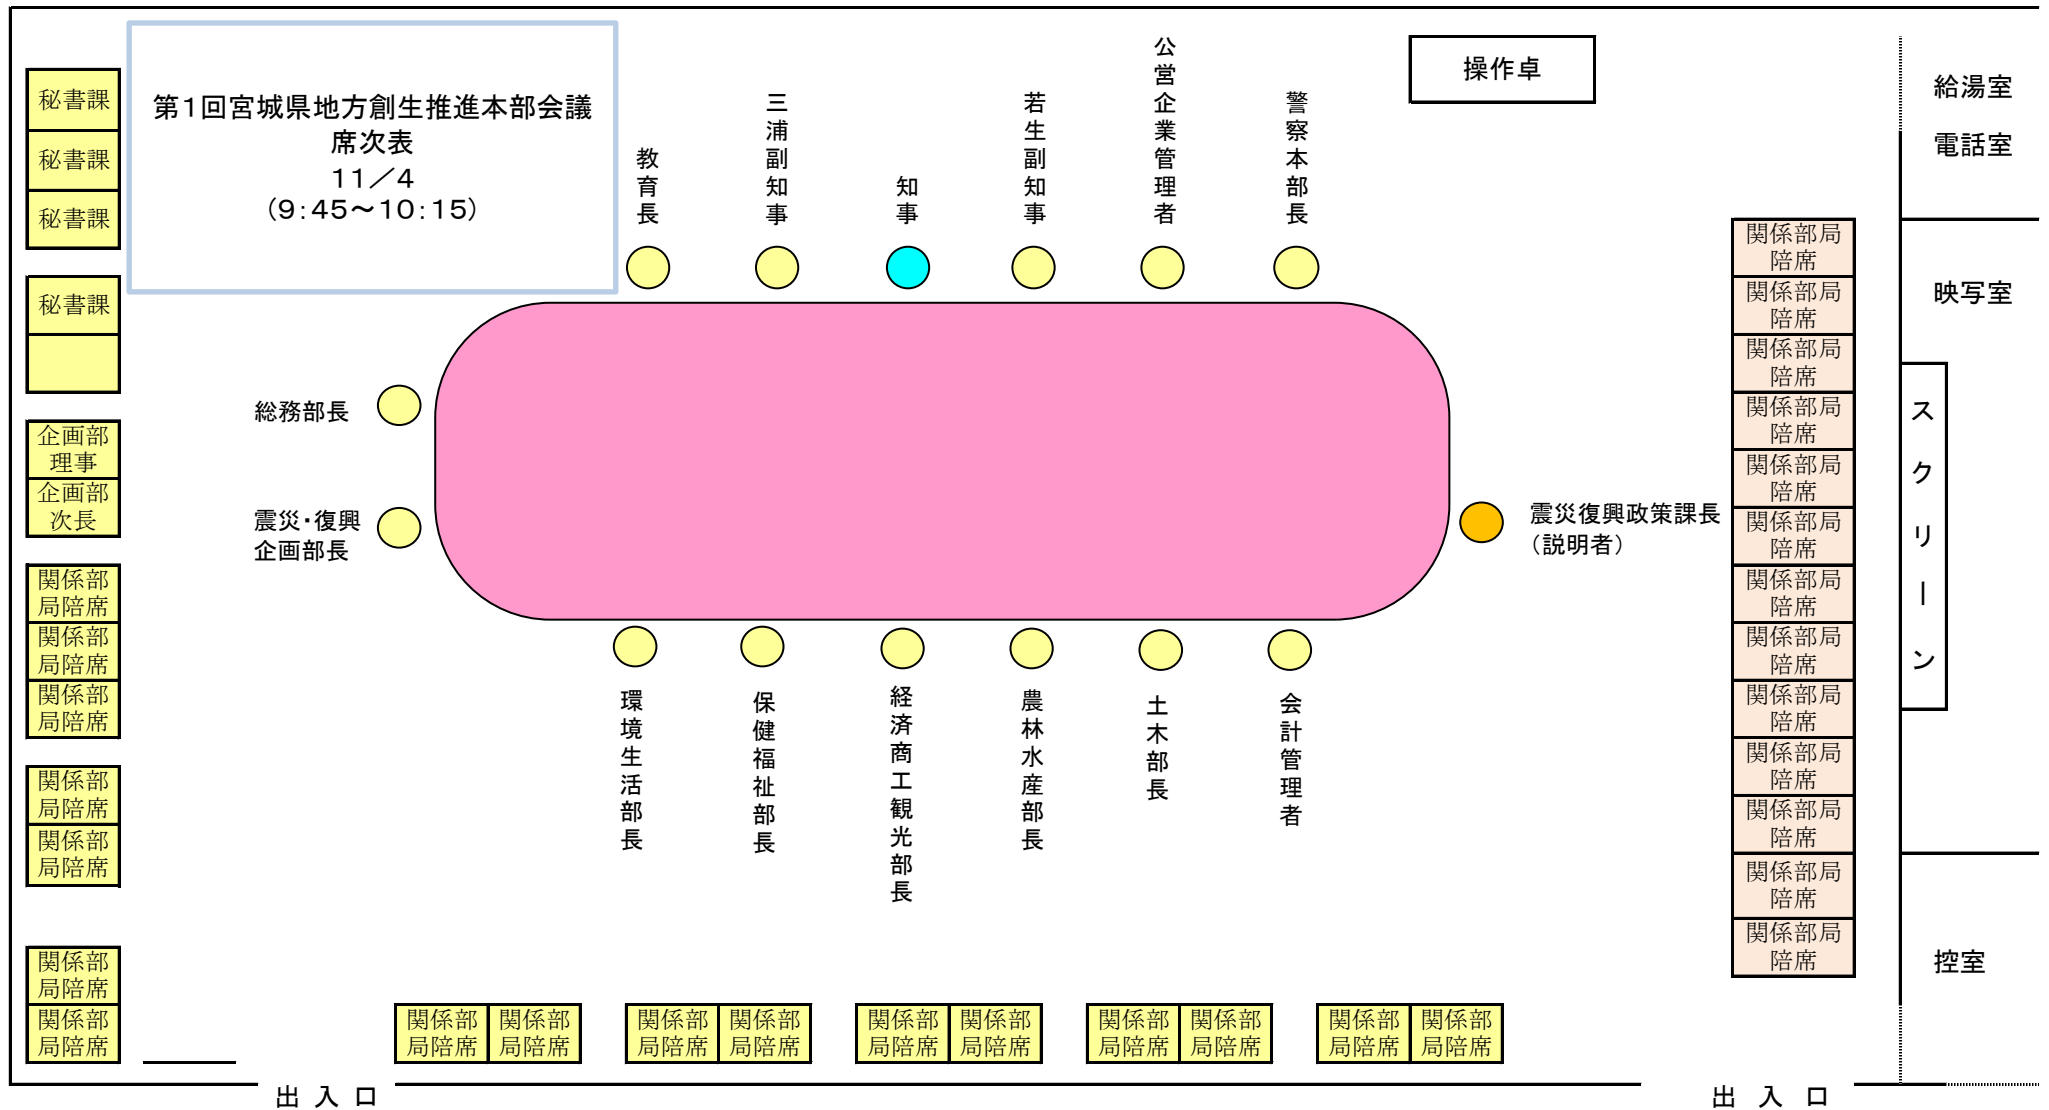 第1回宮城県地方創生推進本部会議
席次表
11／4
（9：45～10：15）
操作卓
給湯室
電話室
映写室
スクリーン
控室
秘書課
秘書課
秘書課
秘書課
企画部
理事
企画部
次長
関係部
局陪席
関係部
局陪席
関係部
局陪席
関係部
局陪席
関係部
局陪席
関係部
局陪席
関係部
局陪席
教育長
三浦副知事
知事
若生副知事
公営企業管理者
警察本部長
総務部長
震災・復興
企画部長
震災復興政策課長
（説明者）
環境生活部長
保健福祉部長
経済商工観光部長
農林水産部長
土木部長
会計管理者
関係部局
陪席
関係部局
陪席
関係部局
陪席
関係部局
陪席
関係部局
陪席
関係部局
陪席
関係部局
陪席
関係部局
陪席
関係部局
陪席
関係部局
陪席
関係部局
陪席
関係部局
陪席
関係部局
陪席
関係部
局陪席
関係部
局陪席
関係部
局陪席
関係部
局陪席
関係部
局陪席
関係部
局陪席
関係部
局陪席
関係部
局陪席
関係部
局陪席
関係部
局陪席
出 入 口
出 入 口